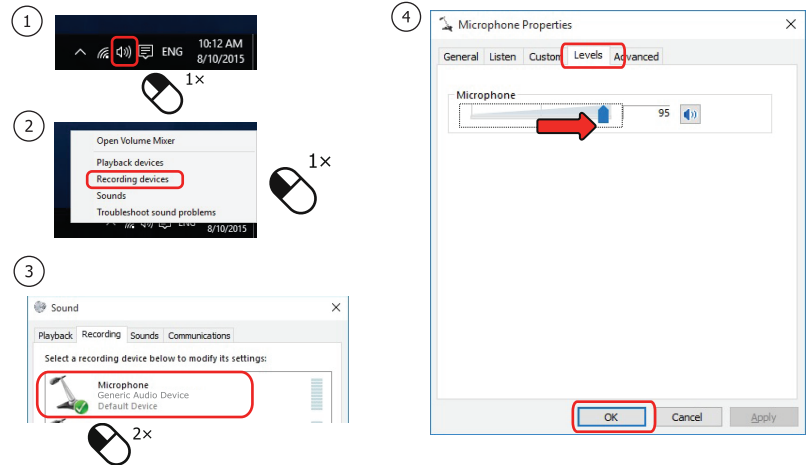 1
ENG
10:12 AM
8/10/2015
1×
2
Open Volume Mixer
Playback devices
Recording devices
Sounds
Troubleshoot sound problems
ENG
8/10/2015
1×
3
Sound
Playback Recording Sounds Communications
Select a recording device below to modify its settings:
Microphone
Generic Audio Device
Default Device
2×
4
Microphone Properties
General Listen Custom Levels Advanced
Microphone
95
OK Cancel Apply